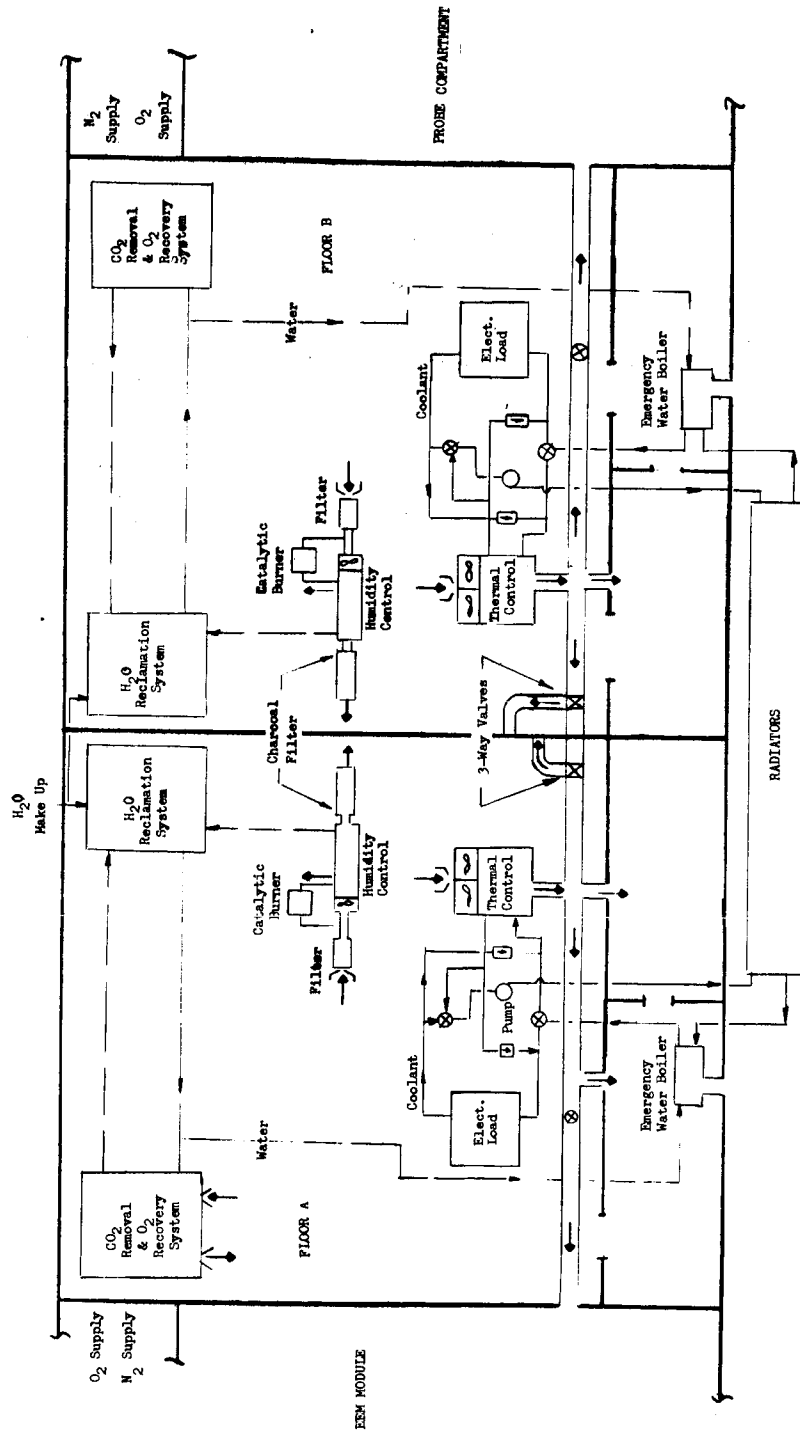 H2O
Make Up
O2 Supply
N2 Supply
N2
Supply
O2
Supply
CO2
Removal
& O2
Recovery
System
H2O
Reclamation
System
H2O
Reclamation
System
CO2
Removal
& O2
Recovery
System
FLOOR A
Water
Filter
Catalytic
Burner
Humidity
Control
Charcoal
Filter
Humidity
Control
Catalytic
Burner
Filter
Water
FLOOR B
EEM MODULE
PROBE COMPARTMENT
Elect.
Load
Coolant
Pump
Thermal
Control
3-Way Valves
Thermal
Control
Coolant
Elect.
Load
Emergency
Water Boiler
RADIATORS
Emergency
Water Boiler